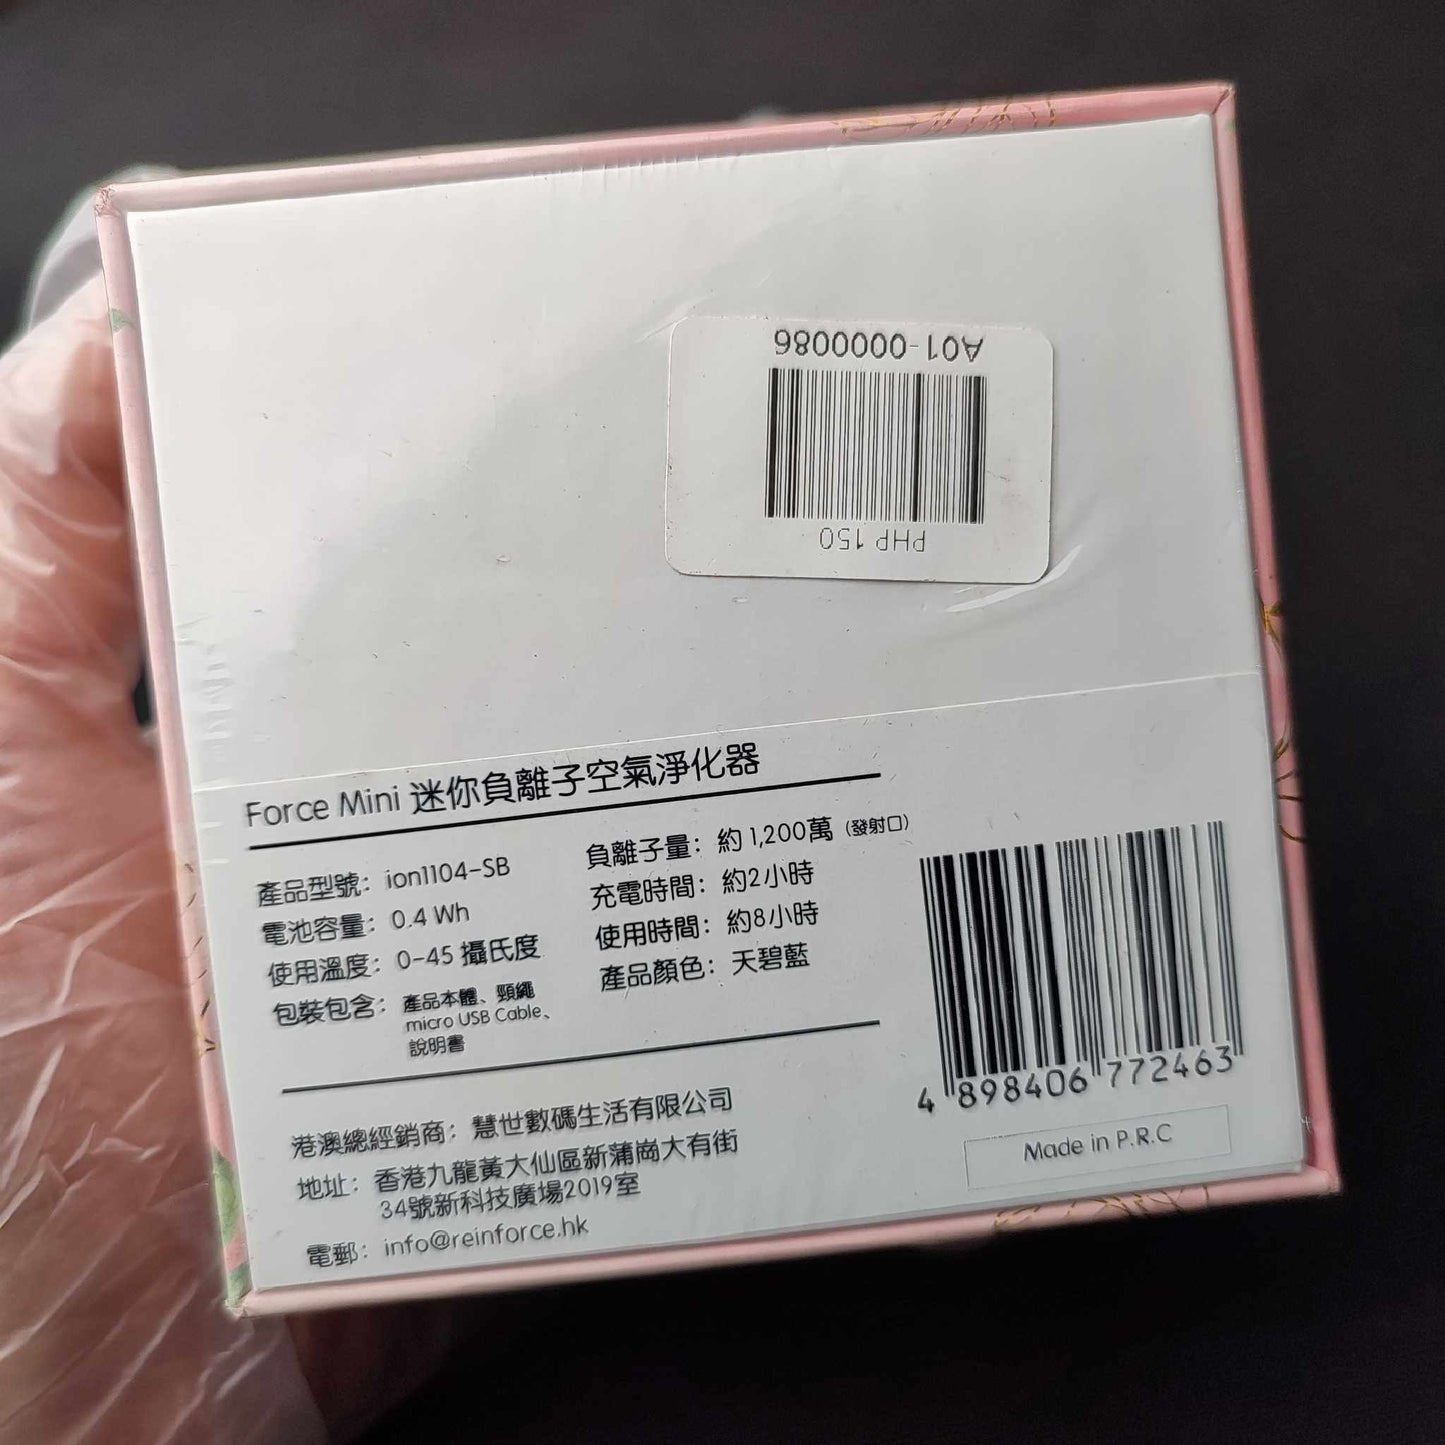 A01-0000086
PHP 150
Force Mini 迷你負離子空氣淨化器
產品型號：ion1104-SB
電池容量：0.4 Wh
使用溫度：0-45 攝氏度
包裝包含：產品本體、頸繩
micro USB Cable、
說明書
負離子量：約 1,200萬（發射口）
充電時間：約2小時
使用時間：約8小時
產品顏色：天碧藍
港澳總經銷商：慧世數碼生活有限公司
地址：香港九龍黃大仙區新蒲崗大有街
34號新科技廣場2019室
電郵：info@reinforce.hk
4 898406 772463
Made in P.R.C